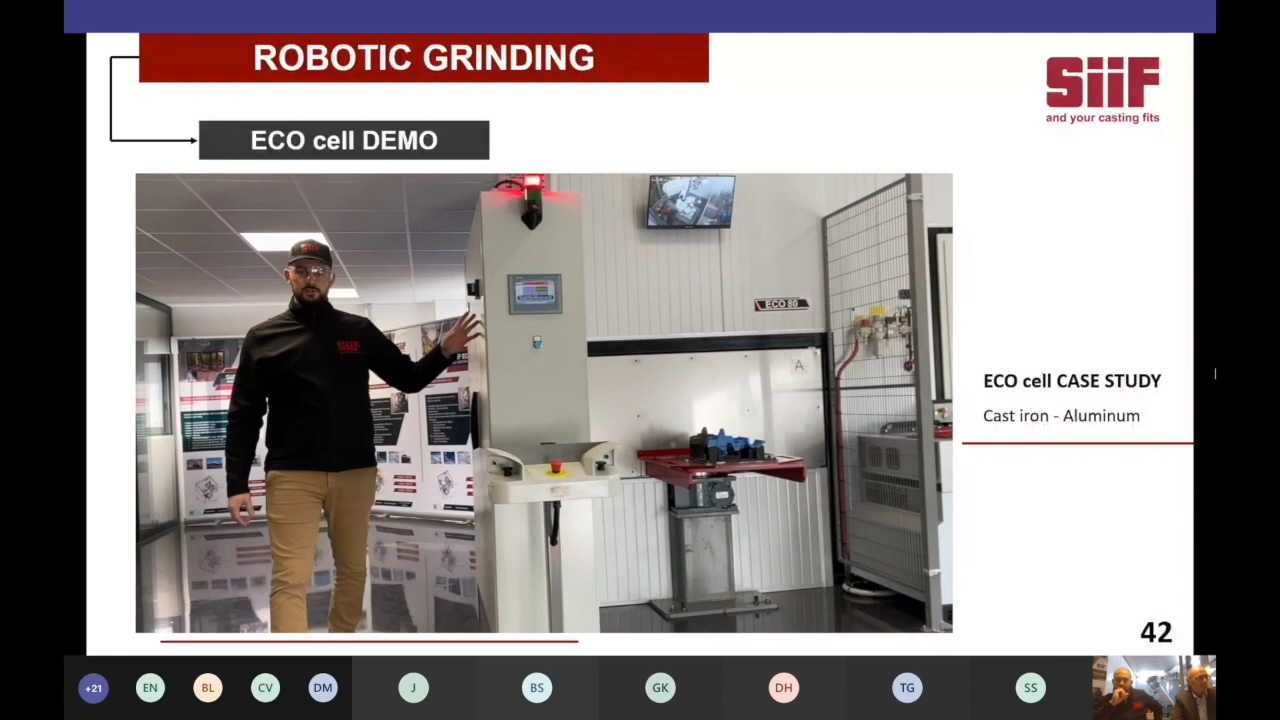 ROBOTIC GRINDING
SiiF
and your casting fits
ECO cell DEMO
SiiF
ECO 80
A
ECO cell CASE STUDY
Cast iron - Aluminum
42
+21
EN
BL
CV
DM
J
BS
GK
DH
TG
SS